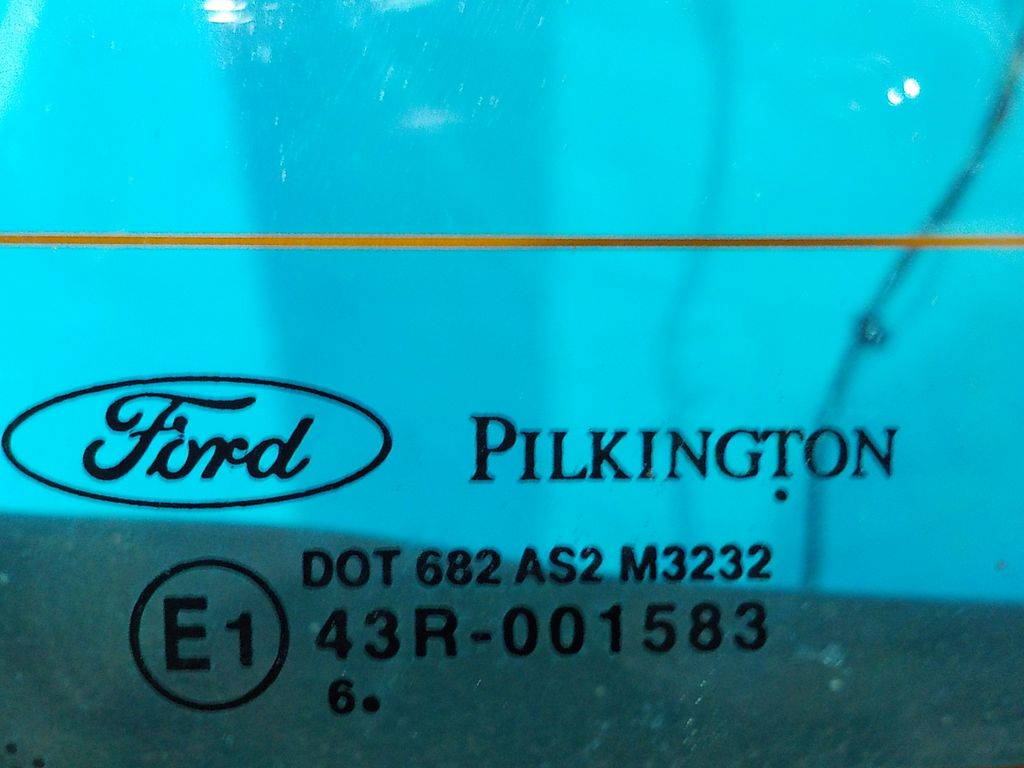 Ford PILKINGTON
DOT 682 AS2 M3232
E1 43R-001583
6.